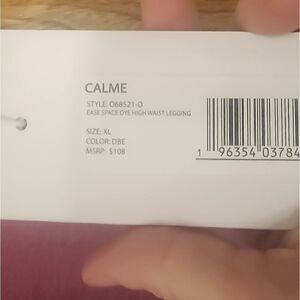 CALME
STYLE: O68521-O
EASE SPACE DYE HIGH WAIST LEGGING
SIZE: XL
COLOR: DBE
MSRP: $108
1 96354 03784